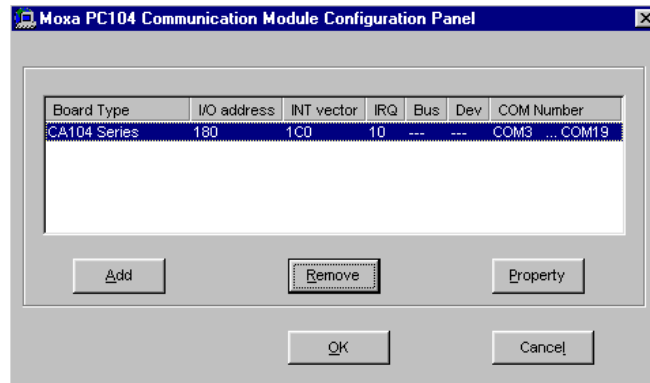 Moxa PC104 Communication Module Configuration Panel
Board Type I/O address INT vector IRQ Bus Dev COM Number
CA104 Series 180 1C0 10 --- --- COM3 ... COM19
Add Remove Property
OK Cancel